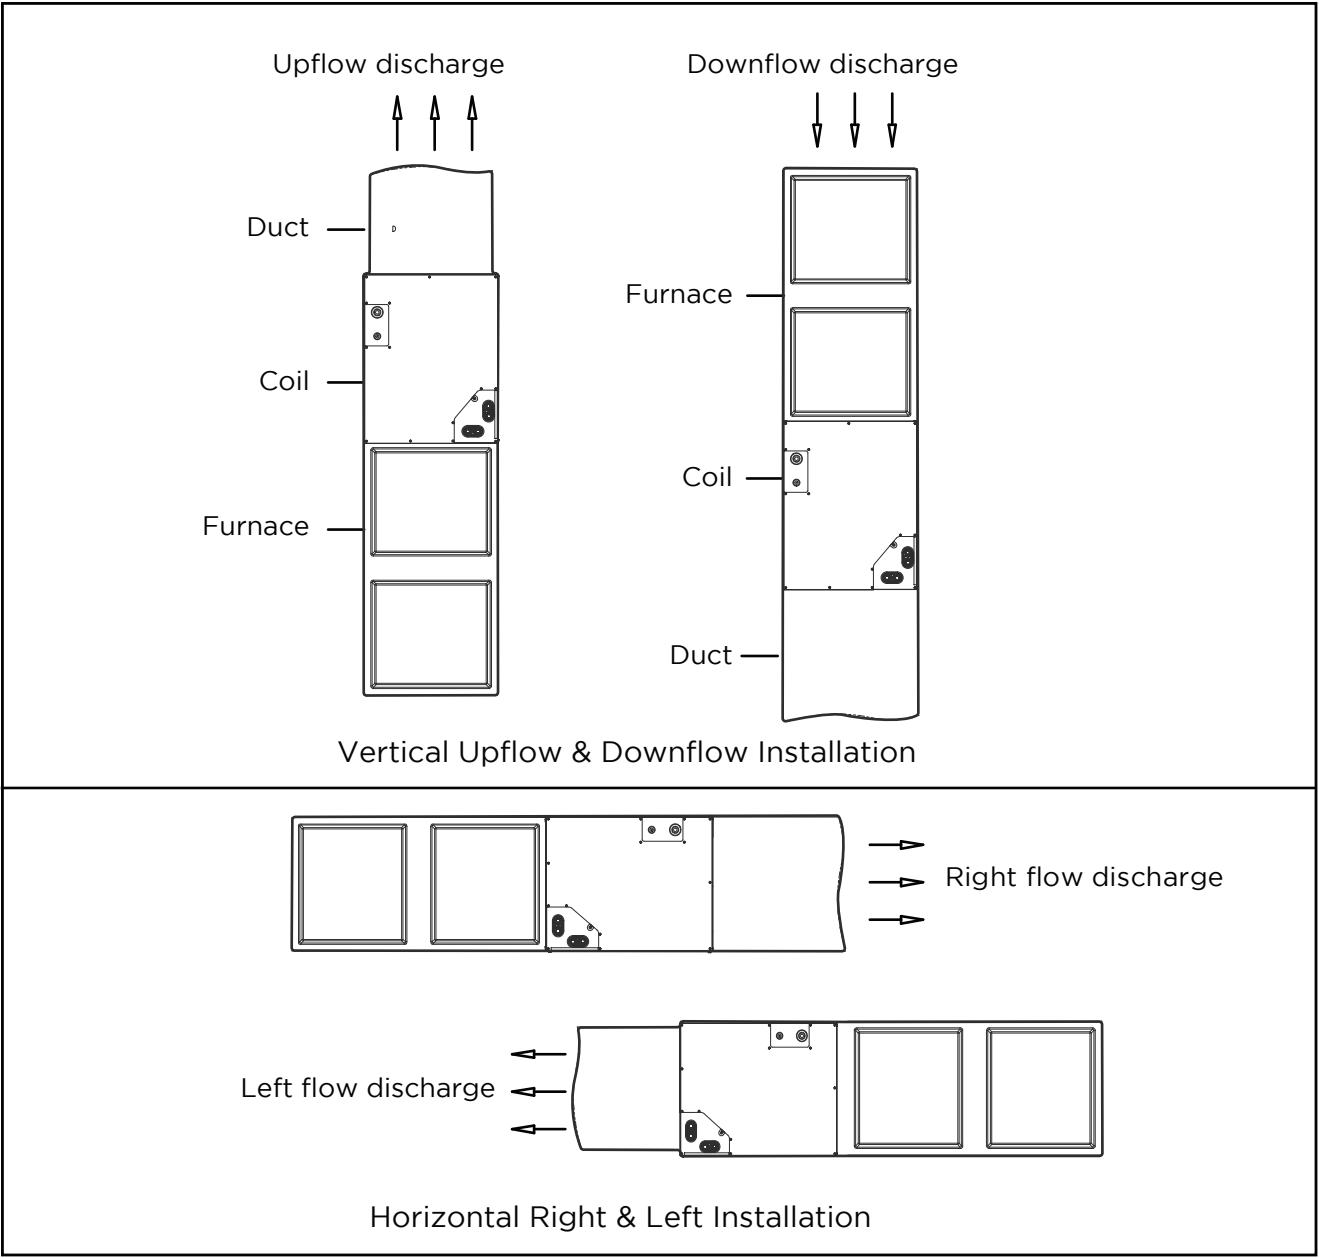 Upflow discharge
Duct
Coil
Furnace
Downflow discharge
Furnace
Coil
Duct
Vertical Upflow & Downflow Installation
Right flow discharge
Left flow discharge
Horizontal Right & Left Installation